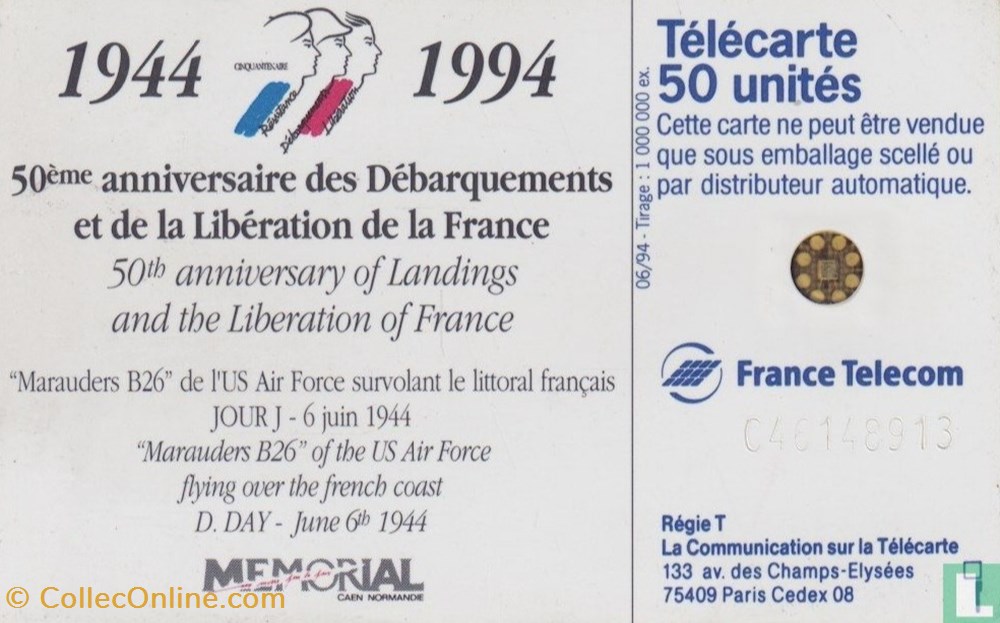 1944
CINQUANTENAIRE
Résistance
Débarquements
Libération
1994
50ème anniversaire des Débarquements
et de la Libération de la France
50th anniversary of Landings
and the Liberation of France
"Marauders B26" de l'US Air Force survolant le littoral français
JOUR J - 6 juin 1944
"Marauders B26" of the US Air Force
flying over the french coast
D. DAY - June 6th 1944
MEMORIAL
CAEN NORMANDIE
06/94 - Tirage : 1 000 000 ex.
Télécarte
50 unités
Cette carte ne peut être vendue
que sous emballage scellé ou
par distributeur automatique.
France Telecom
C46148913
Régie T
La Communication sur la Télécarte
133 av. des Champs-Elysées
75409 Paris Cedex 08
© CollecOnline.com